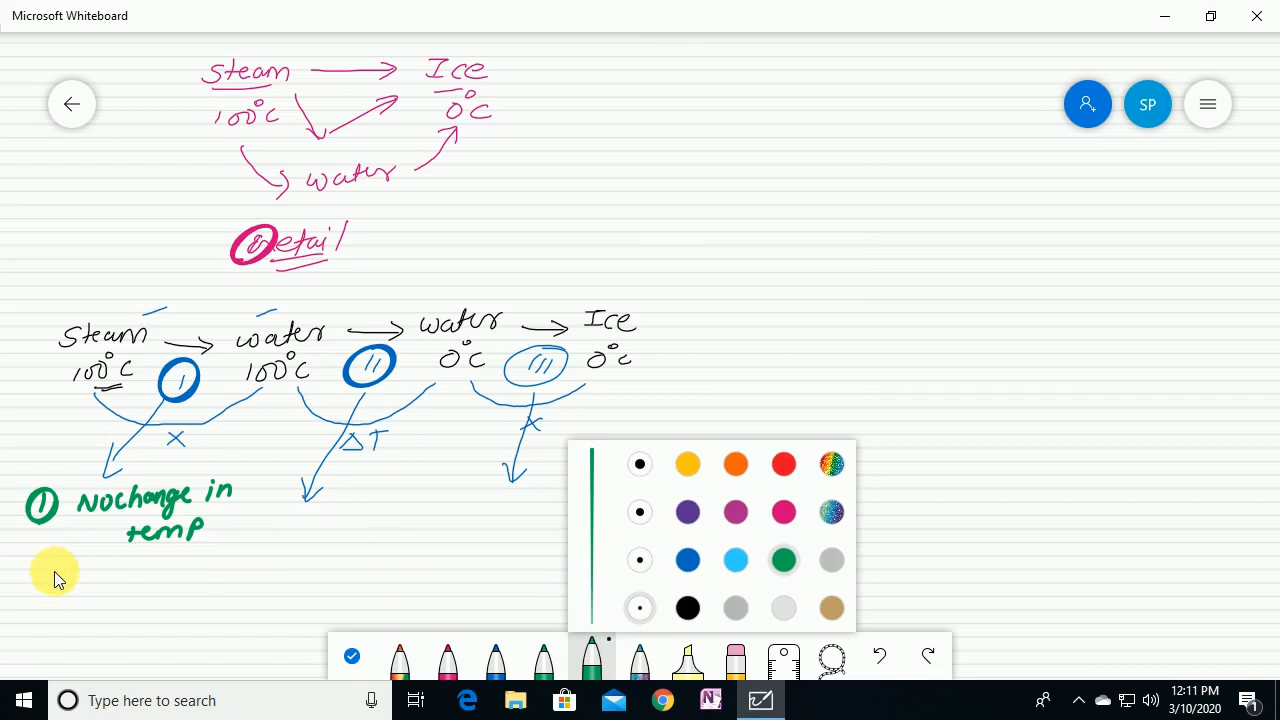 Microsoft Whiteboard
Steam → Ice
100°C 0°C
water
Detail
SP
Steam → water → water → Ice
100°C I 100°C II 0°C III 0°C
X ΔT X
① No change in
temp
Type here to search
12:11 PM
3/10/2020
1